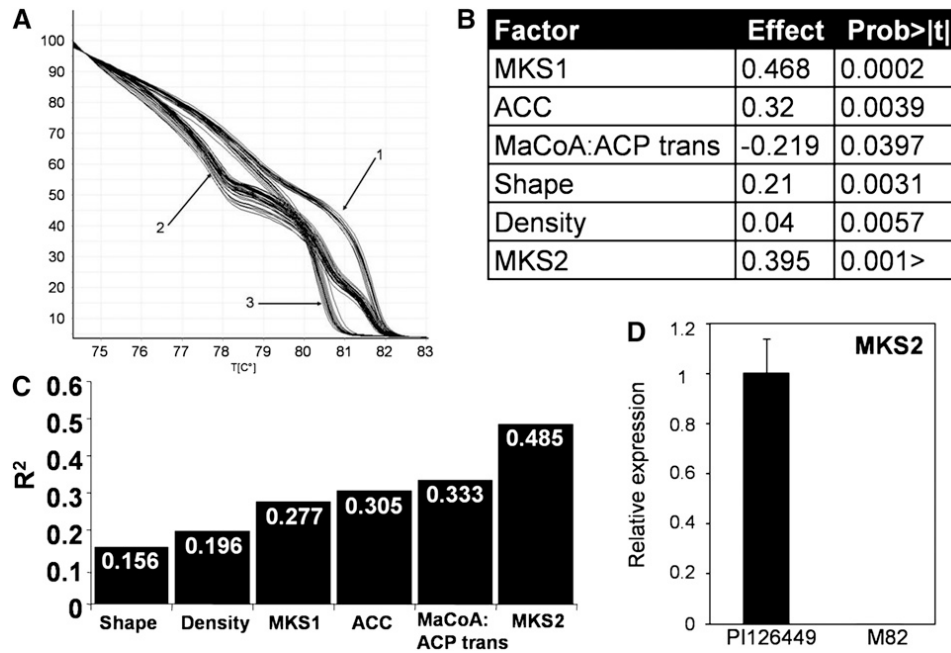 A
100
90
80
70
60
50
40
30
20
10
1
2
3
75 76 77 78 79 80 81 82 83
T[C°]
B
Factor Effect Prob>|t|
MKS1 0.468 0.0002
ACC 0.32 0.0039
MaCoA:ACP trans -0.219 0.0397
Shape 0.21 0.0031
Density 0.04 0.0057
MKS2 0.395 0.001>
C
R²
0.6
0.5
0.4
0.3
0.2
0.1
0
0.156 0.196 0.277 0.305 0.333 0.485
Shape Density MKS1 ACC MaCoA: MKS2
ACP trans
D
MKS2
Relative expression
1.2
1
0.8
0.6
0.4
0.2
0
PI126449 M82